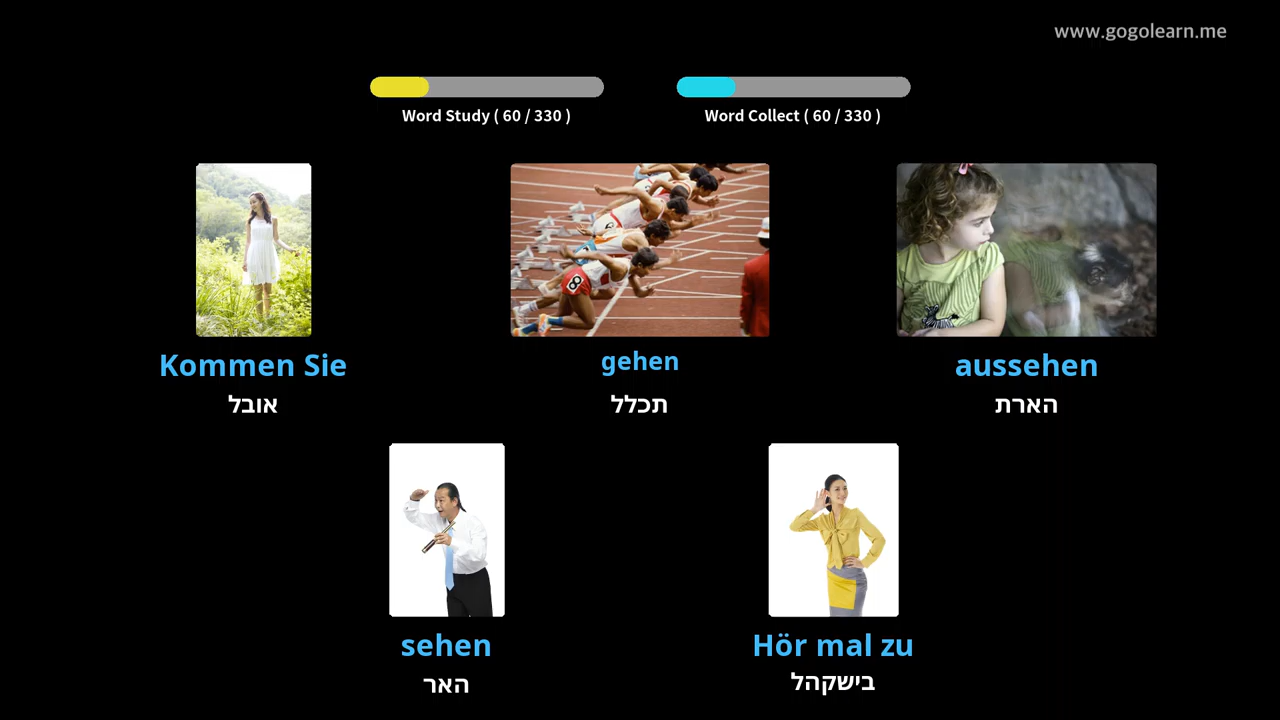 www.gogolearn.me
Word Study ( 60 / 330 )
Word Collect ( 60 / 330 )
Kommen Sie
אובל
gehen
תכלל
aussehen
הארת
sehen
האר
Hör mal zu
בישקהל